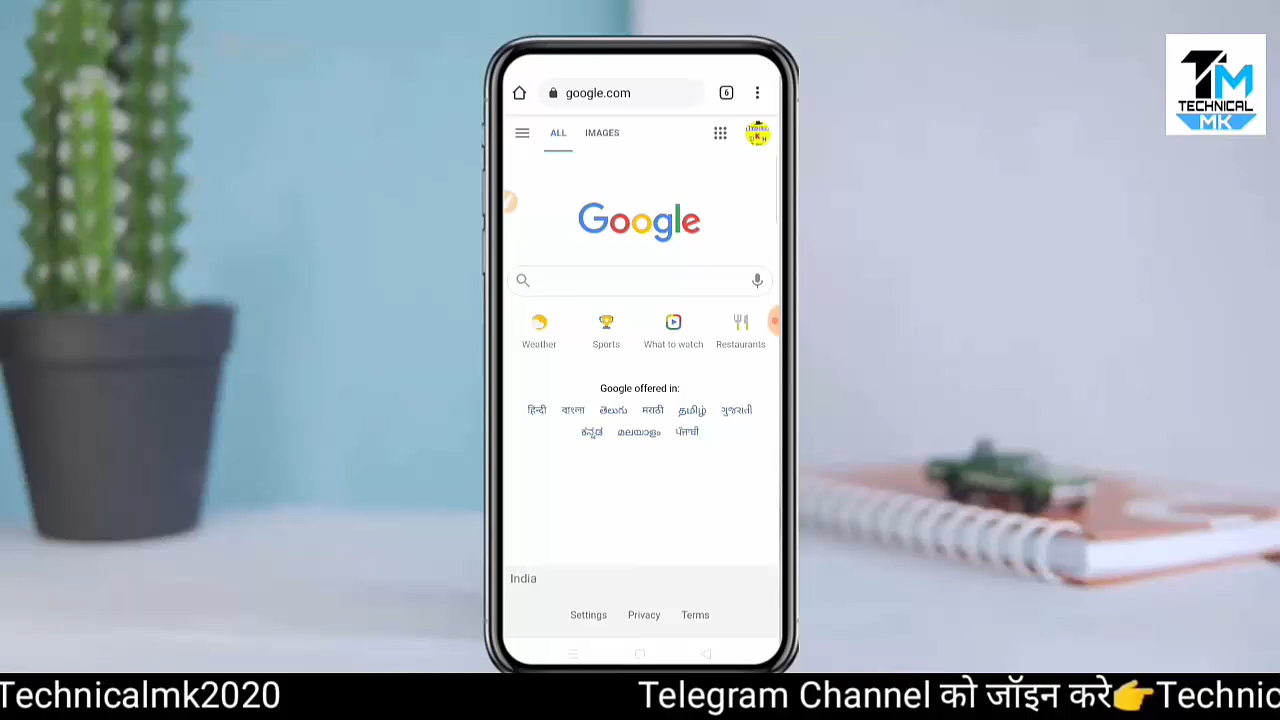 TECHNICAL
MK
6
google.com
ALL IMAGES
Google
Weather Sports What to watch Restaurants
Google offered in:
हिन्दी বাংলা తెలుగు मराठी தமிழ் ગુજરાતી
ಕನ್ನಡ മലയാളം ਪੰਜਾਬੀ
India
Settings Privacy Terms
Technicalmk2020 Telegram Channel को जॉइन करे👉Technic